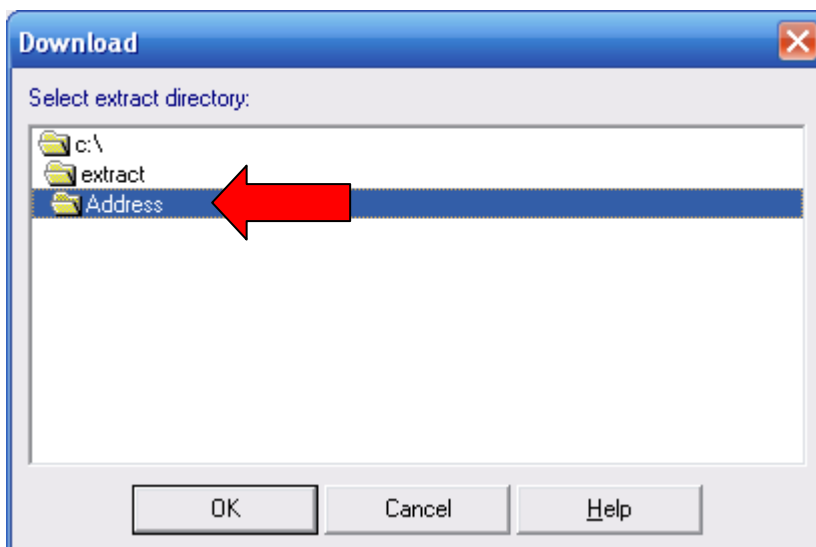 Download
Select extract directory:
c:\
extract
Address
OK Cancel Help